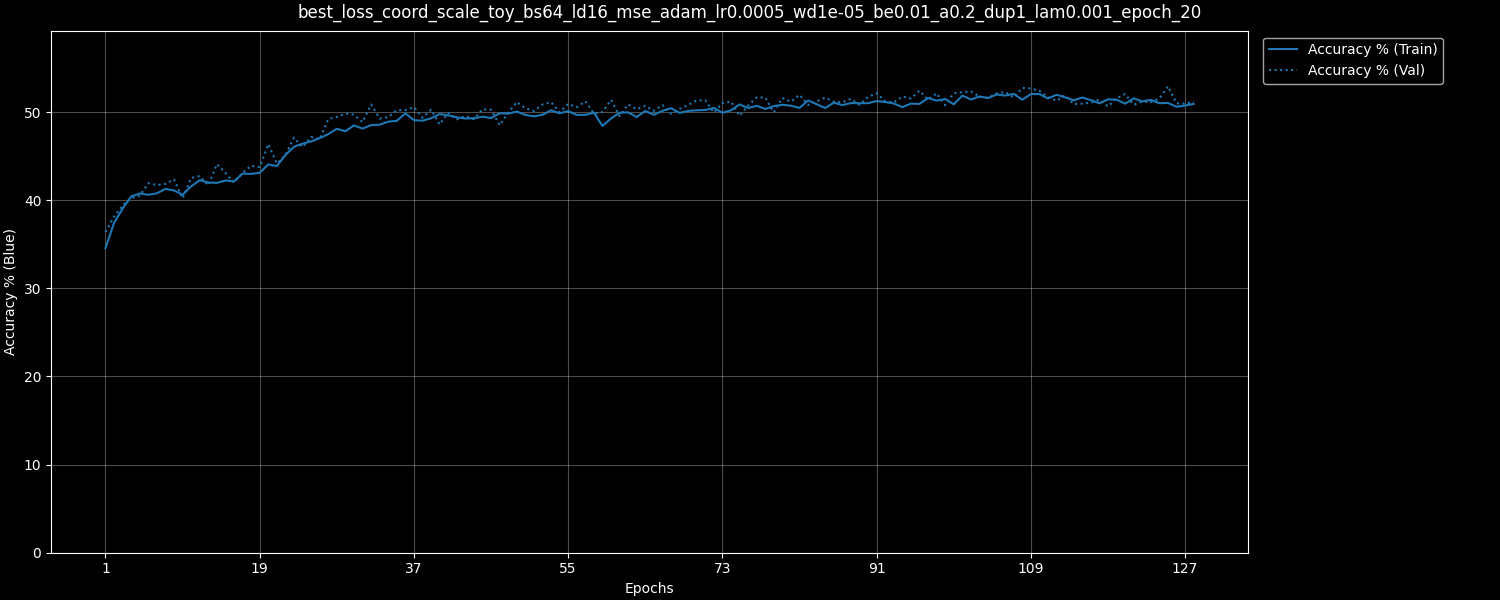 best_loss_coord_scale_toy_bs64_ld16_mse_adam_lr0.0005_wd1e-05_be0.01_a0.2_dup1_lam0.001_epoch_20
Accuracy % (Train)
Accuracy % (Val)
Accuracy % (Blue)
50
40
30
20
10
0
1 19 37 55 73 91 109 127
Epochs